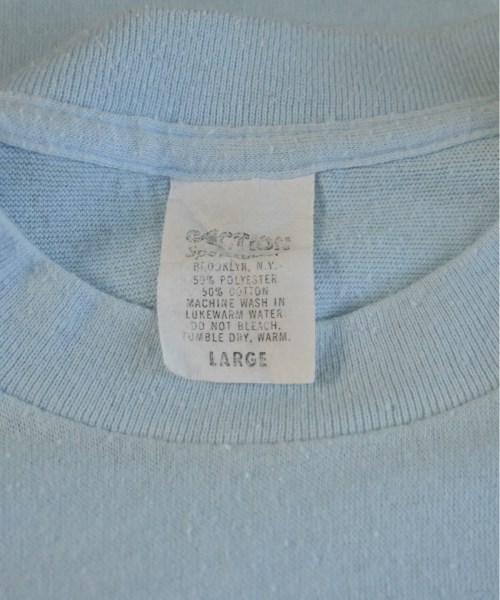 BROOKLYN, N.Y.
50% POLYESTER
50% COTTON
MACHINE WASH IN
LUKEWARM WATER
DO NOT BLEACH.
TUMBLE DRY, WARM.
LARGE